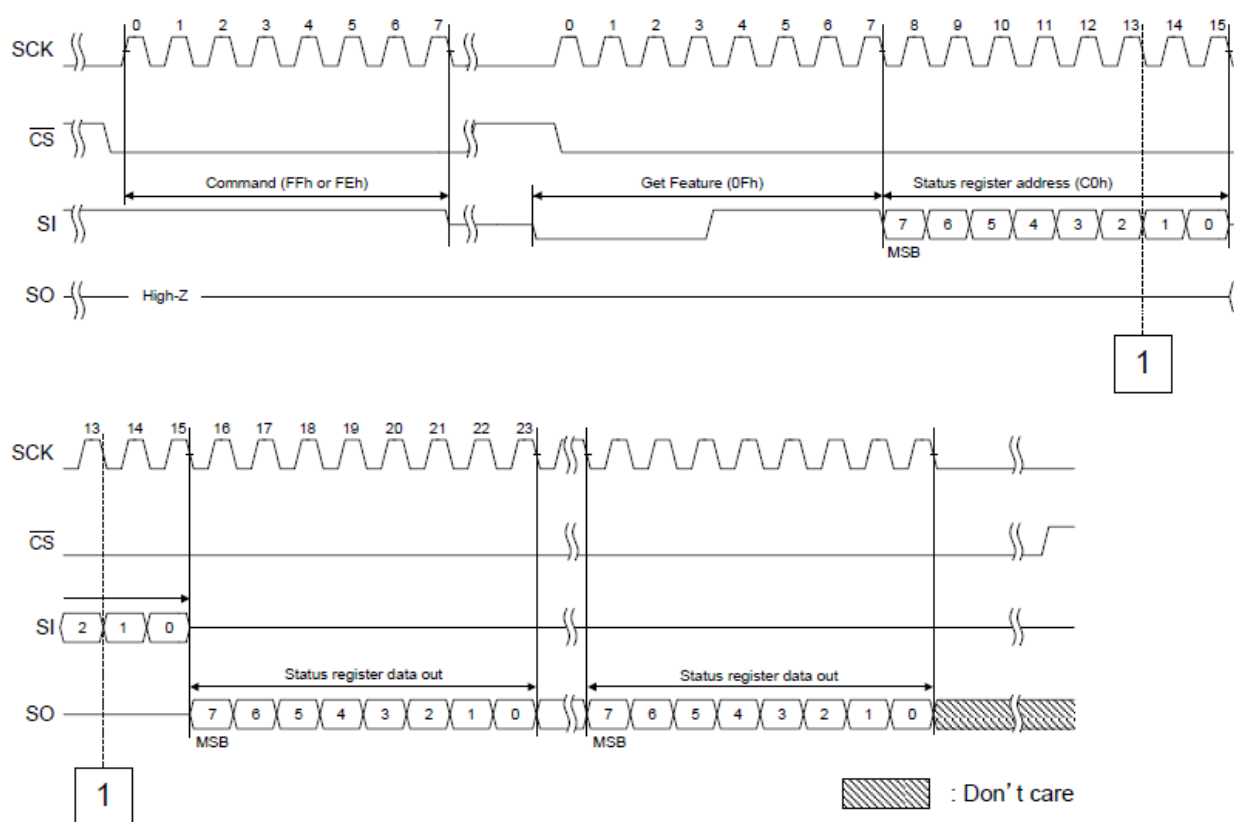 0 1 2 3 4 5 6 7 0 1 2 3 4 5 6 7 8 9 10 11 12 13 14 15
SCK
CS
Command (FFh or FEh) Get Feature (0Fh) Status register address (C0h)
SI 7 6 5 4 3 2 1 0
MSB
SO High-Z
1
13 14 15 16 17 18 19 20 21 22 23
SCK
CS
SI 2 1 0
Status register data out Status register data out
SO 7 6 5 4 3 2 1 0 7 6 5 4 3 2 1 0
MSB MSB
1
: Don't care